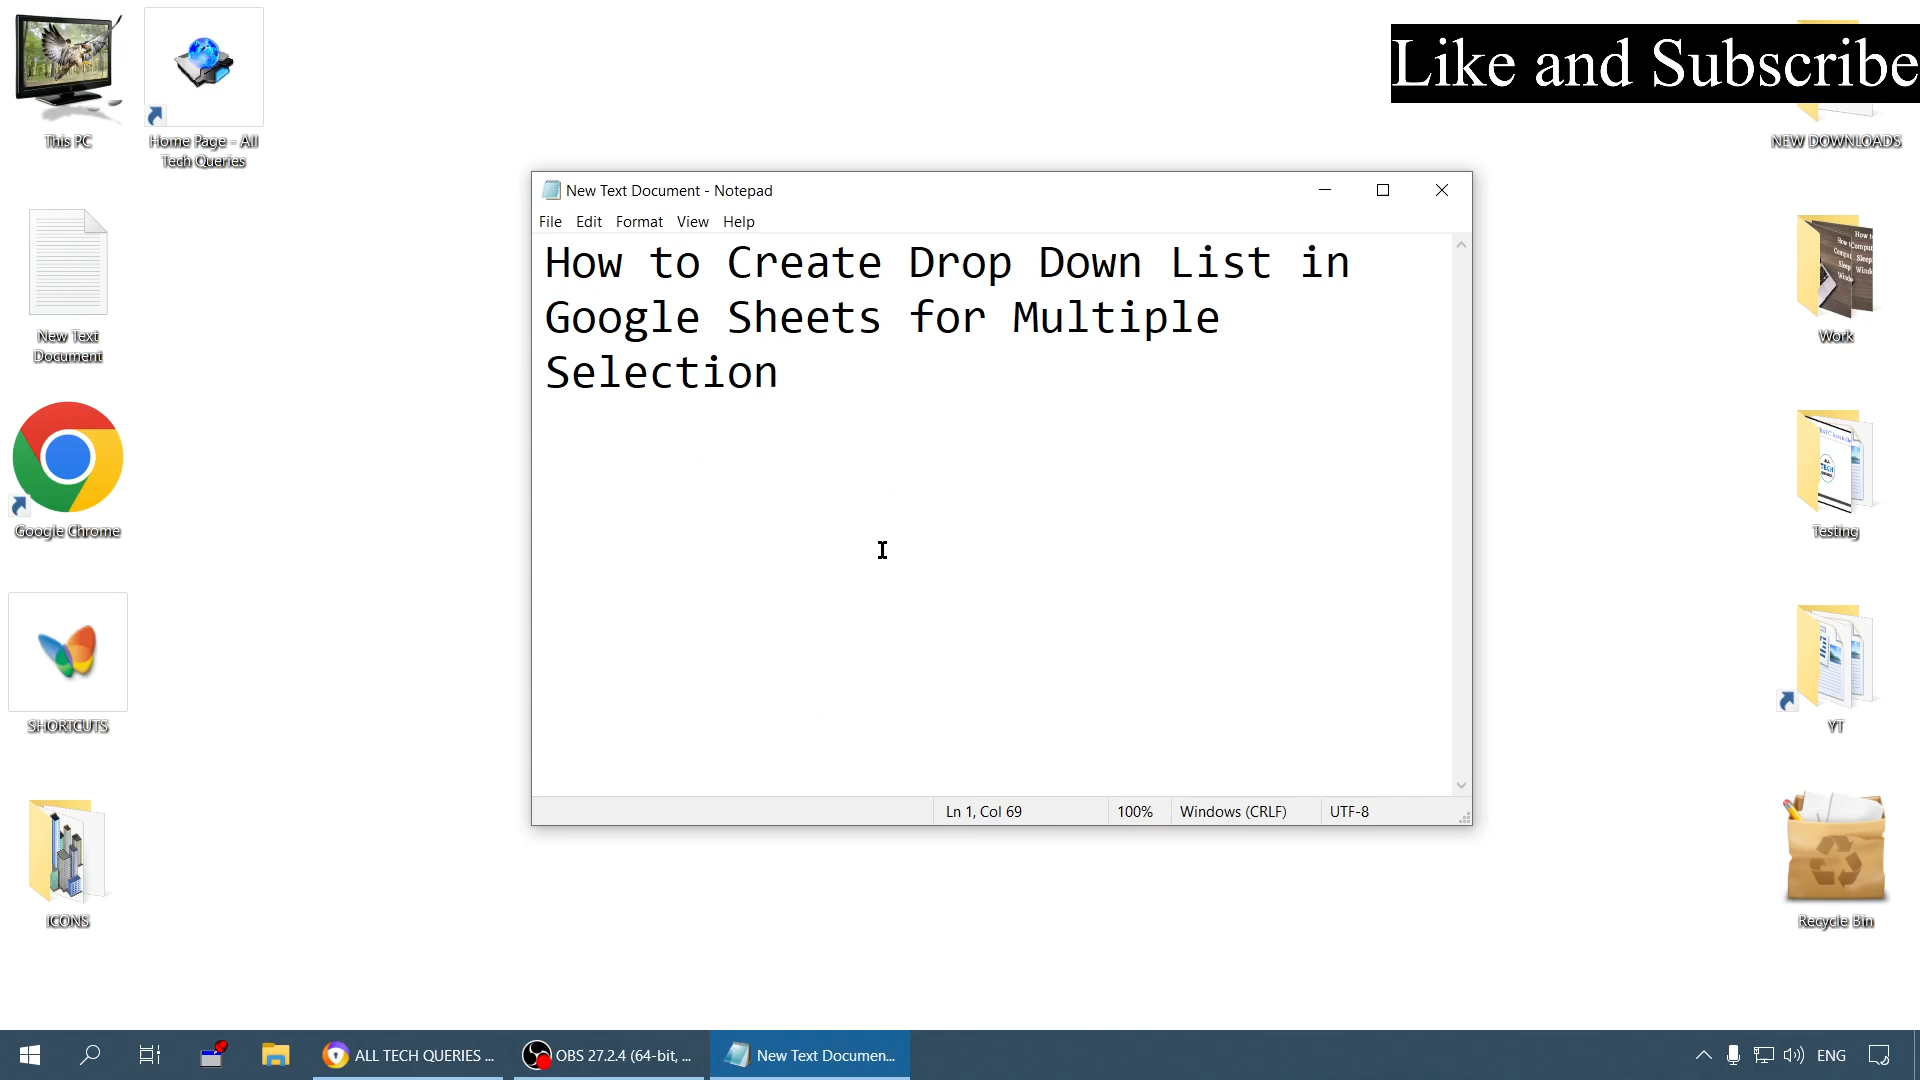 Like and Subscribe
This PC
Home Page - All
Tech Queries
NEW DOWNLOADS
New Text Document - Notepad
File Edit Format View Help
How to Create Drop Down List in
Google Sheets for Multiple
Selection
New Text
Document
Work
Google Chrome
Testing
SHORTCUTS
YT
Ln 1, Col 69 100% Windows (CRLF) UTF-8
ICONS
Recycle Bin
ALL TECH QUERIES ... OBS 27.2.4 (64-bit, ... New Text Documen... ENG